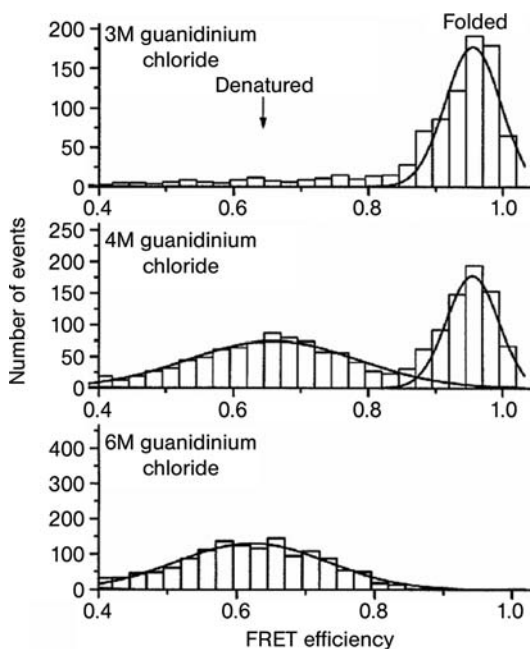 Folded
3M guanidinium
chloride
Denatured
200
150
100
50
0
0.4 0.6 0.8 1.0
Number of events
4M guanidinium
chloride
250
200
150
100
50
0
0.4 0.6 0.8 1.0
6M guanidinium
chloride
400
300
200
100
0
0.4 0.6 0.8 1.0
FRET efficiency